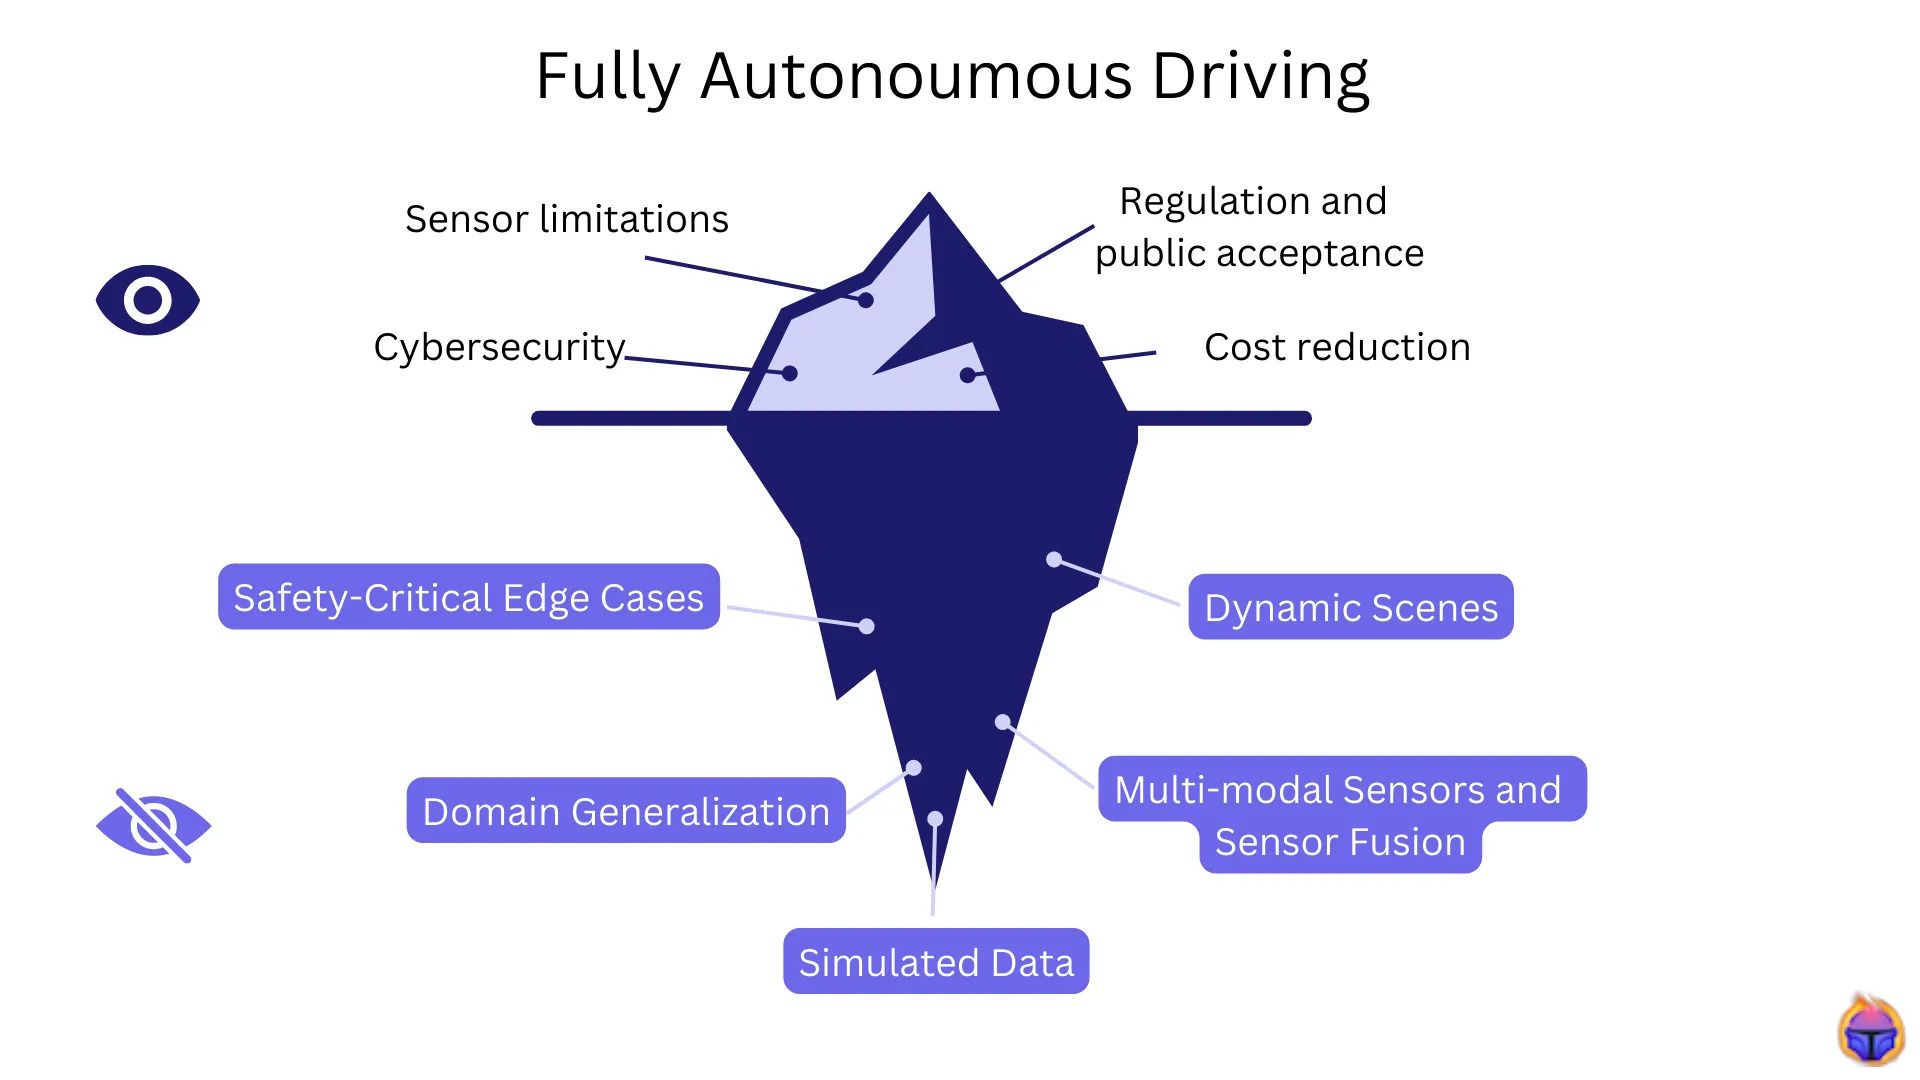 Fully Autonoumous Driving
Sensor limitations
Regulation and
public acceptance
Cybersecurity
Cost reduction
Safety-Critical Edge Cases
Dynamic Scenes
Domain Generalization
Multi-modal Sensors and
Sensor Fusion
Simulated Data